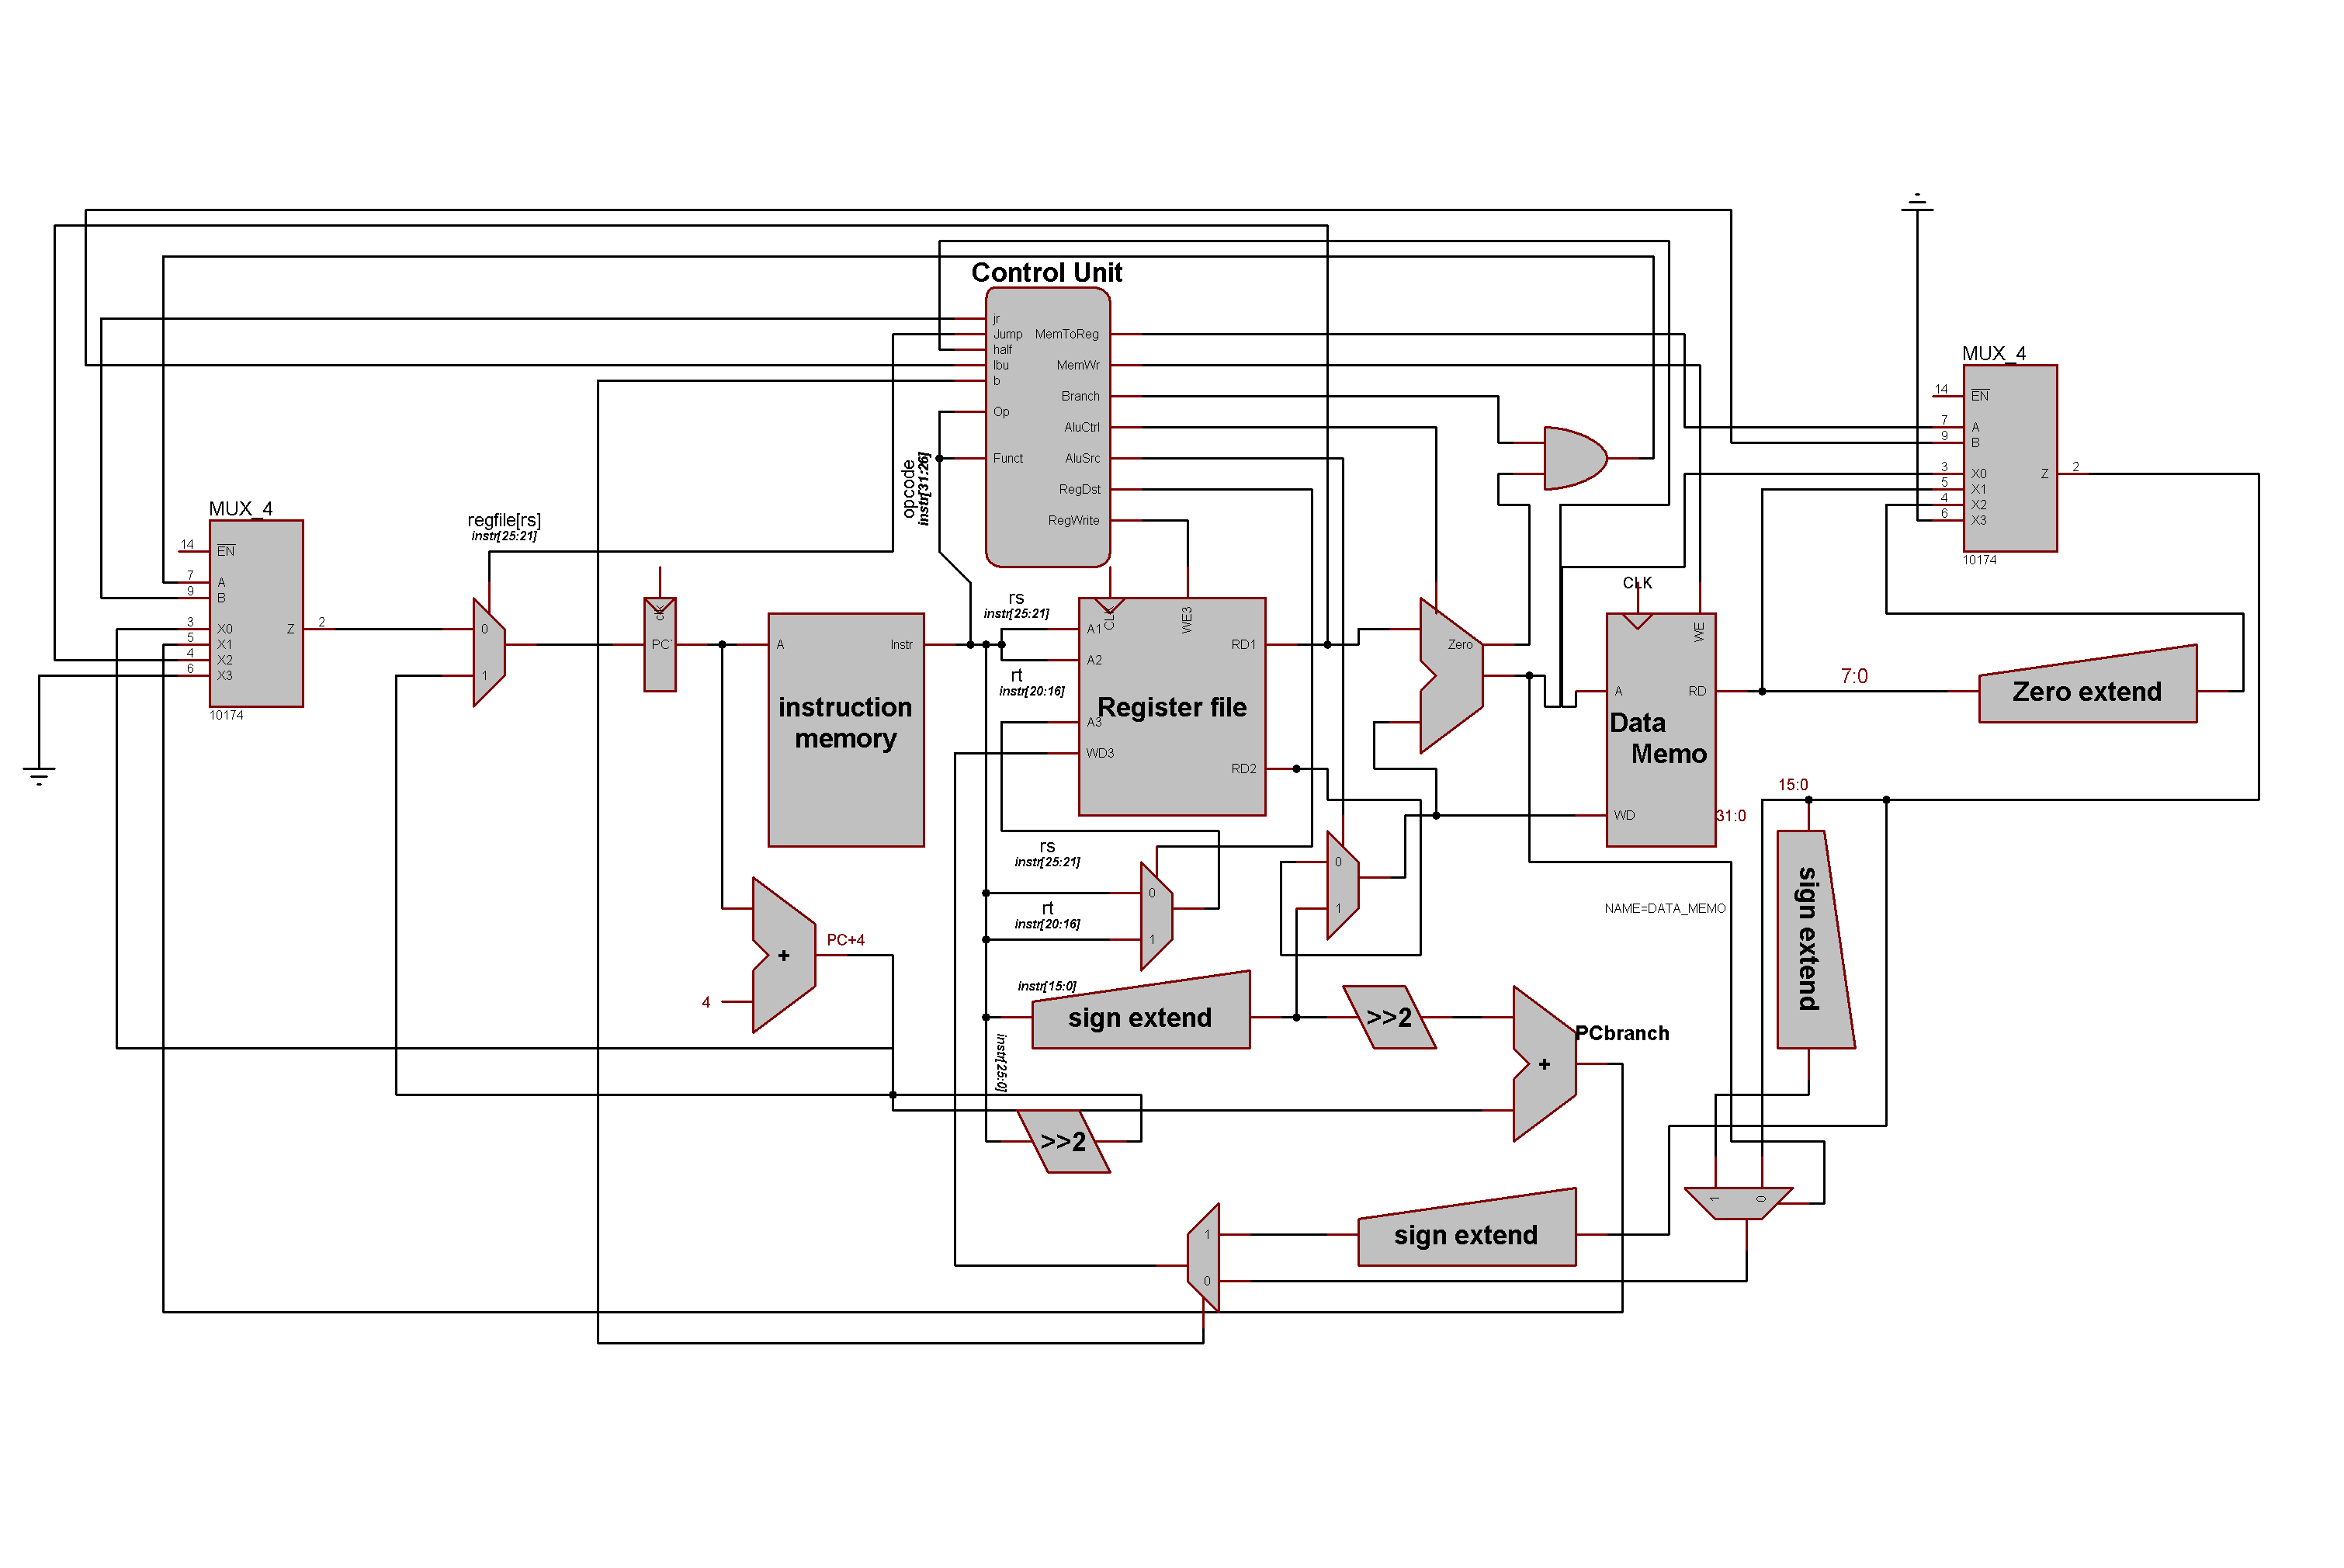 Control Unit
jr
Jump
half
lbu
b
Op
Funct
MemToReg
MemWr
Branch
AluCtrl
AluSrc
RegDst
RegWrite
opcode
instr[31:26]
MUX_4
14 EN
7 A
9 B
3 X0
5 X1
4 X2
6 X3
Z 2
10174
MUX_4
14 EN
7 A
9 B
3 X0
5 X1
4 X2
6 X3
Z 2
10174
regfile[rs]
instr[25:21]
0
1
clk
PC'
A
Instr
instruction
memory
rs
instr[25:21]
rt
instr[20:16]
CLK
WE3
A1
A2
A3
WD3
RD1
RD2
Register file
Zero
CLK
WE
A
RD
WD
Data
Memo
31:0
NAME=DATA_MEMO
7:0
Zero extend
15:0
sign extend
rs
instr[25:21]
rt
instr[20:16]
0
1
0
1
+
PC+4
4
instr[15:0]
sign extend
>>2
+
PCbranch
instr[25:0]
>>2
1
0
sign extend
1
0